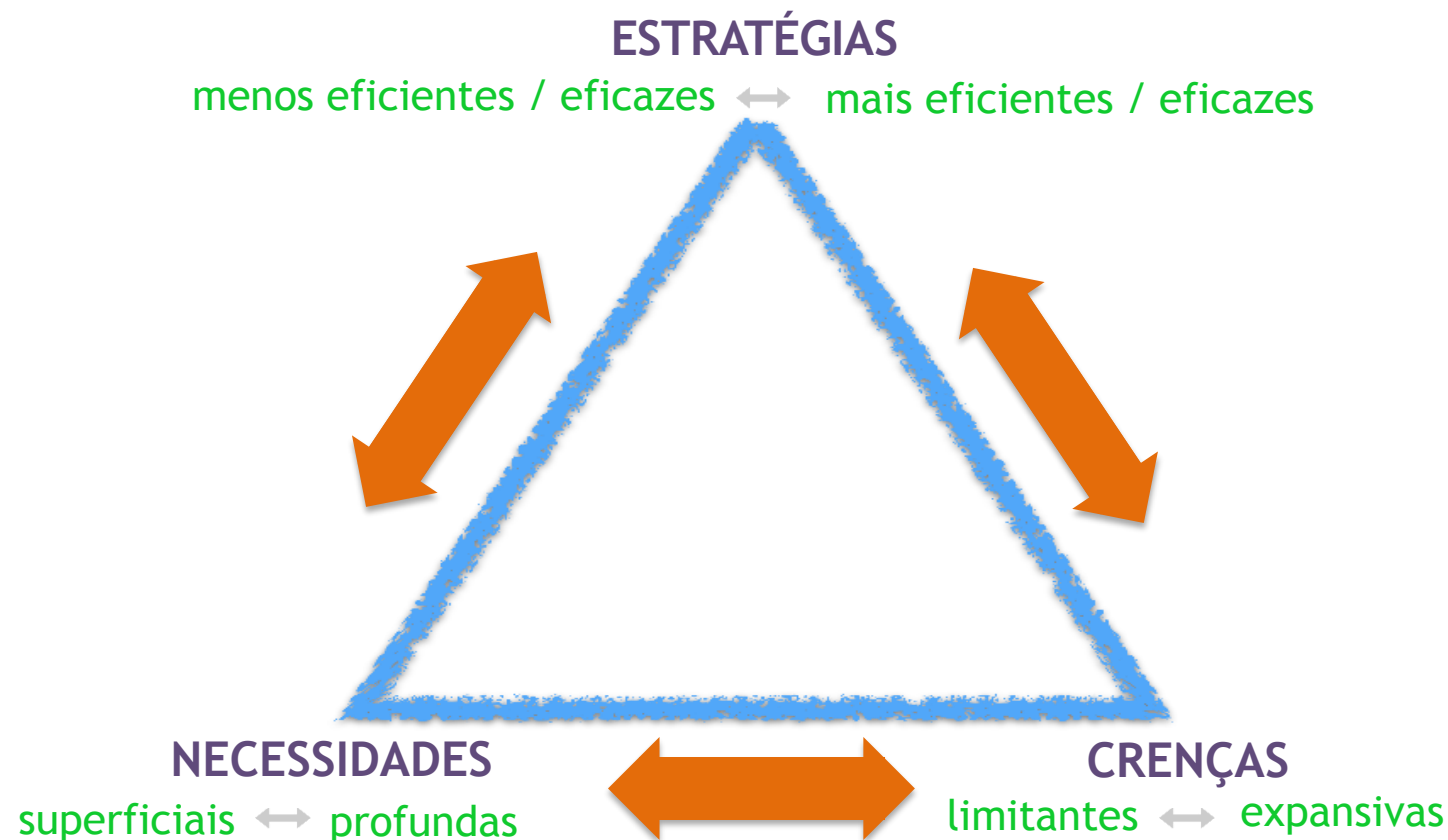 ESTRATÉGIAS
menos eficientes / eficazes mais eficientes / eficazes
NECESSIDADES
superficiais profundas
CRENÇAS
limitantes expansivas